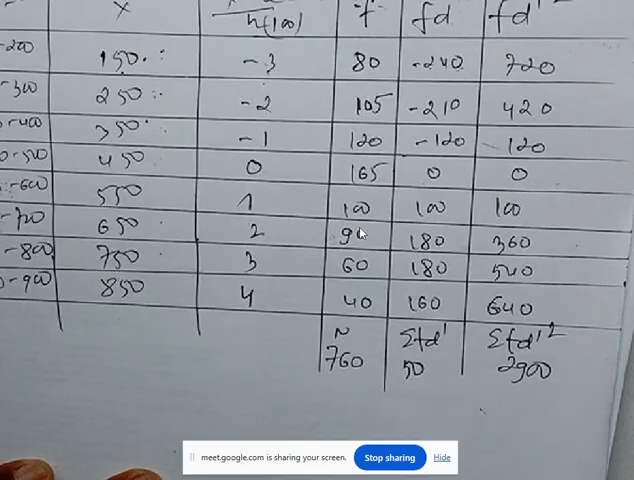 X h(100) f fd' fd'²
-200 150. -3 80 -240 720
-300 250 -2 105 -210 420
-400 350. -1 120 -120 -120
0-500 450 0 165 0 0
-600 550 1 100 100 100
-700 650 2 90 180 360
-800 750 3 60 180 540
0-900 850 4 40 160 640
N Σfd' Σfd'²
760 50 2900
meet.google.com is sharing your screen. Stop sharing Hide